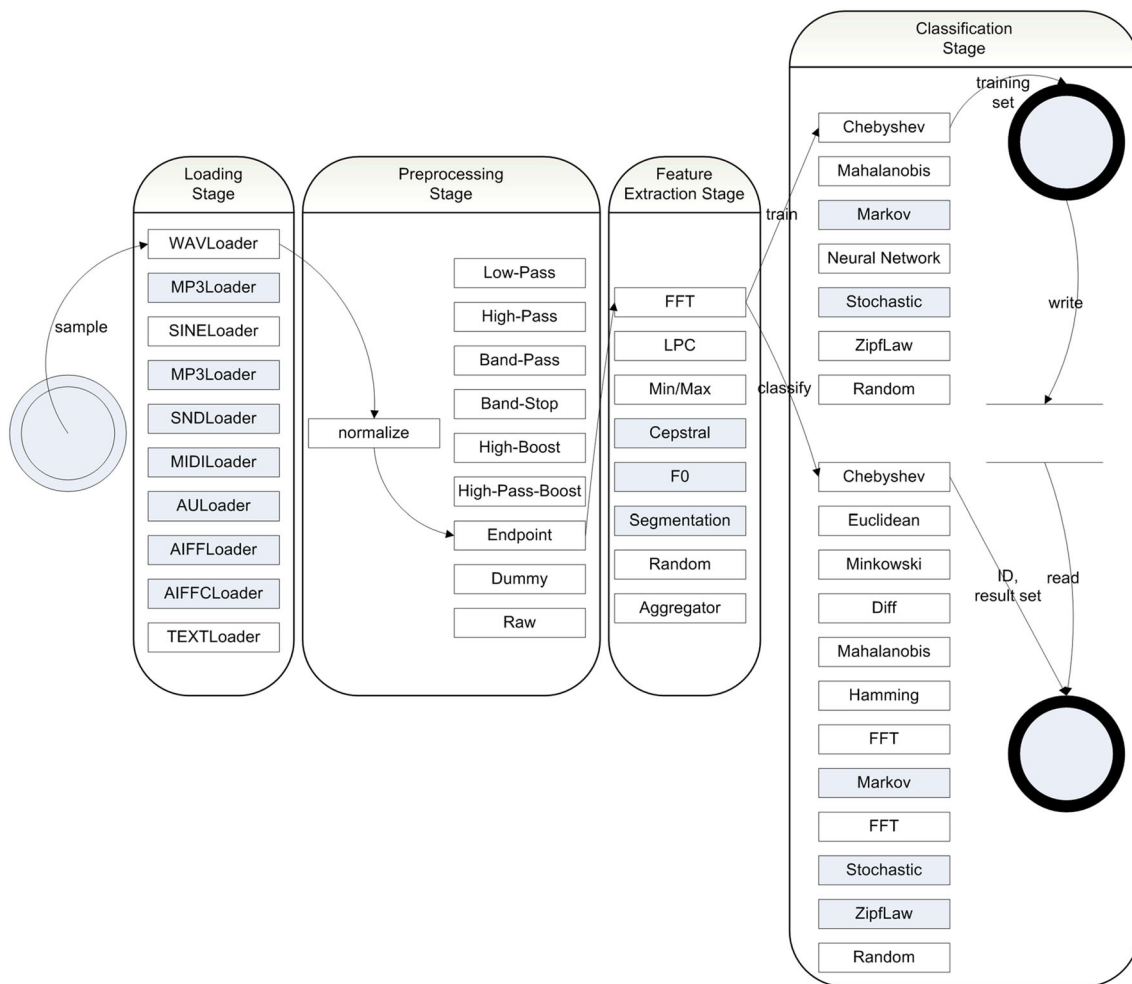 sample
Loading
Stage
WAVLoader
MP3Loader
SINELoader
MP3Loader
SNDLoader
MIDILoader
AULoader
AIFFLoader
AIFFCLoader
TEXTLoader
Preprocessing
Stage
normalize
Low-Pass
High-Pass
Band-Pass
Band-Stop
High-Boost
High-Pass-Boost
Endpoint
Dummy
Raw
Feature
Extraction Stage
FFT
LPC
Min/Max
Cepstral
F0
Segmentation
Random
Aggregator
train
classify
Classification
Stage
Chebyshev
Mahalanobis
Markov
Neural Network
Stochastic
ZipfLaw
Random
training
set
write
Chebyshev
Euclidean
Minkowski
Diff
Mahalanobis
Hamming
FFT
Markov
FFT
Stochastic
ZipfLaw
Random
ID,
result set
read